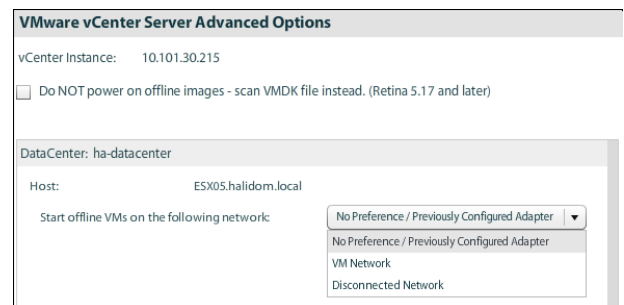 VMware vCenter Server Advanced Options
vCenter Instance: 10.101.30.215
Do NOT power on offline images - scan VMDK file instead. (Retina 5.17 and later)
DataCenter: ha-datacenter
Host: ESX05.halidom.local
Start offline VMs on the following network: No Preference / Previously Configured Adapter
No Preference / Previously Configured Adapter
VM Network
Disconnected Network